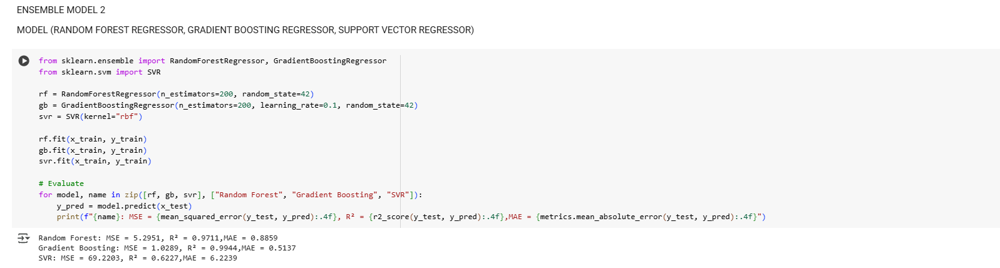 ENSEMBLE MODEL 2
MODEL (RANDOM FOREST REGRESSOR, GRADIENT BOOSTING REGRESSOR, SUPPORT VECTOR REGRESSOR)
from sklearn.ensemble import RandomForestRegressor, GradientBoostingRegressor
from sklearn.svm import SVR
rf = RandomForestRegressor(n_estimators=200, random_state=42)
gb = GradientBoostingRegressor(n_estimators=200, learning_rate=0.1, random_state=42)
svr = SVR(kernel="rbf")
rf.fit(x_train, y_train)
gb.fit(x_train, y_train)
svr.fit(x_train, y_train)
# Evaluate
for model, name in zip([rf, gb, svr], ["Random Forest", "Gradient Boosting", "SVR"]):
    y_pred = model.predict(x_test)
    print(f"{name}: MSE = {mean_squared_error(y_test, y_pred):.4f}, R² = {r2_score(y_test, y_pred):.4f},MAE = {metrics.mean_absolute_error(y_test, y_pred):.4f}")
Random Forest: MSE = 5.2951, R² = 0.9711,MAE = 0.8859
Gradient Boosting: MSE = 1.0289, R² = 0.9944,MAE = 0.5137
SVR: MSE = 69.2203, R² = 0.6227,MAE = 6.2239